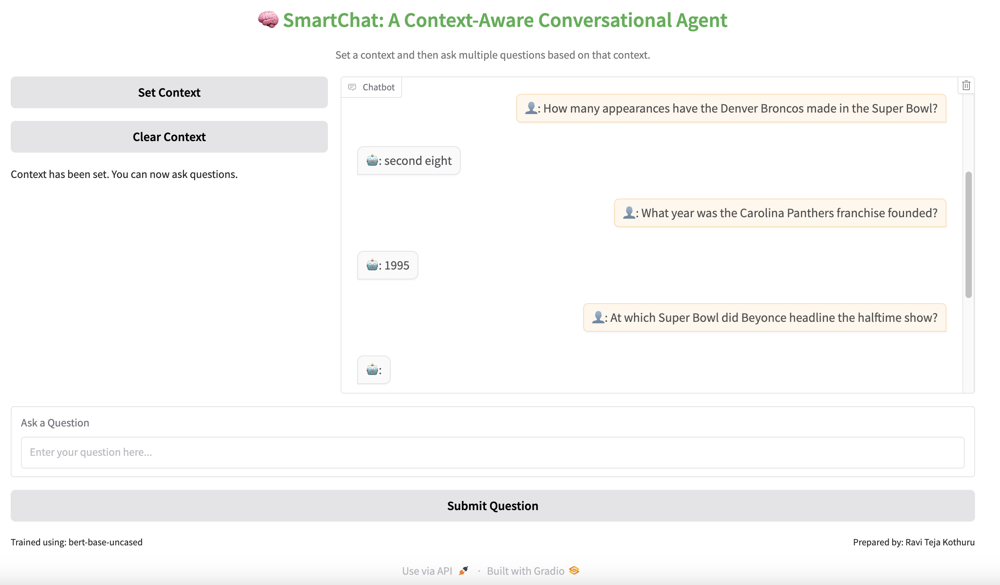 🧠 SmartChat: A Context-Aware Conversational Agent
Set a context and then ask multiple questions based on that context.
Set Context
Clear Context
Context has been set. You can now ask questions.
Chatbot
👤: How many appearances have the Denver Broncos made in the Super Bowl?
🤖: second eight
👤: What year was the Carolina Panthers franchise founded?
🤖: 1995
👤: At which Super Bowl did Beyonce headline the halftime show?
🤖:
Ask a Question
Enter your question here...
Submit Question
Trained using: bert-base-uncased
Prepared by: Ravi Teja Kothuru
Use via API 🚀 · Built with Gradio